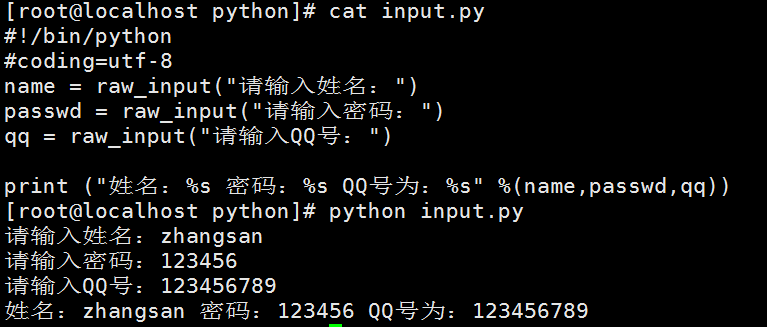 [root@localhost python]# cat input.py
#!/bin/python
#coding=utf-8
name = raw_input("请输入姓名：")
passwd = raw_input("请输入密码：")
qq = raw_input("请输入QQ号：")
print ("姓名：%s 密码：%s QQ号为：%s" %(name,passwd,qq))
[root@localhost python]# python input.py
请输入姓名：zhangsan
请输入密码：123456
请输入QQ号：123456789
姓名：zhangsan 密码：123456 QQ号为：123456789